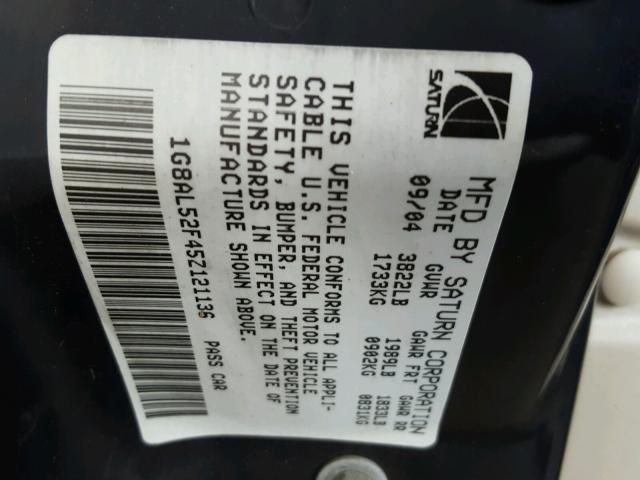 SATURN
MFD BY SATURN CORPORATION
DATE GVWR GAWR FRT GAWR RR
09/04 3822LB 1989LB 1833LB
1733KG 0903KG 0831KG
THIS VEHICLE CONFORMS TO ALL APPLI-
CABLE U.S. FEDERAL MOTOR VEHICLE
SAFETY, BUMPER, AND THEFT PREVENTION
STANDARDS IN EFFECT ON THE DATE OF
MANUFACTURE SHOWN ABOVE.
1G8AL52F45Z121136 PASS CAR